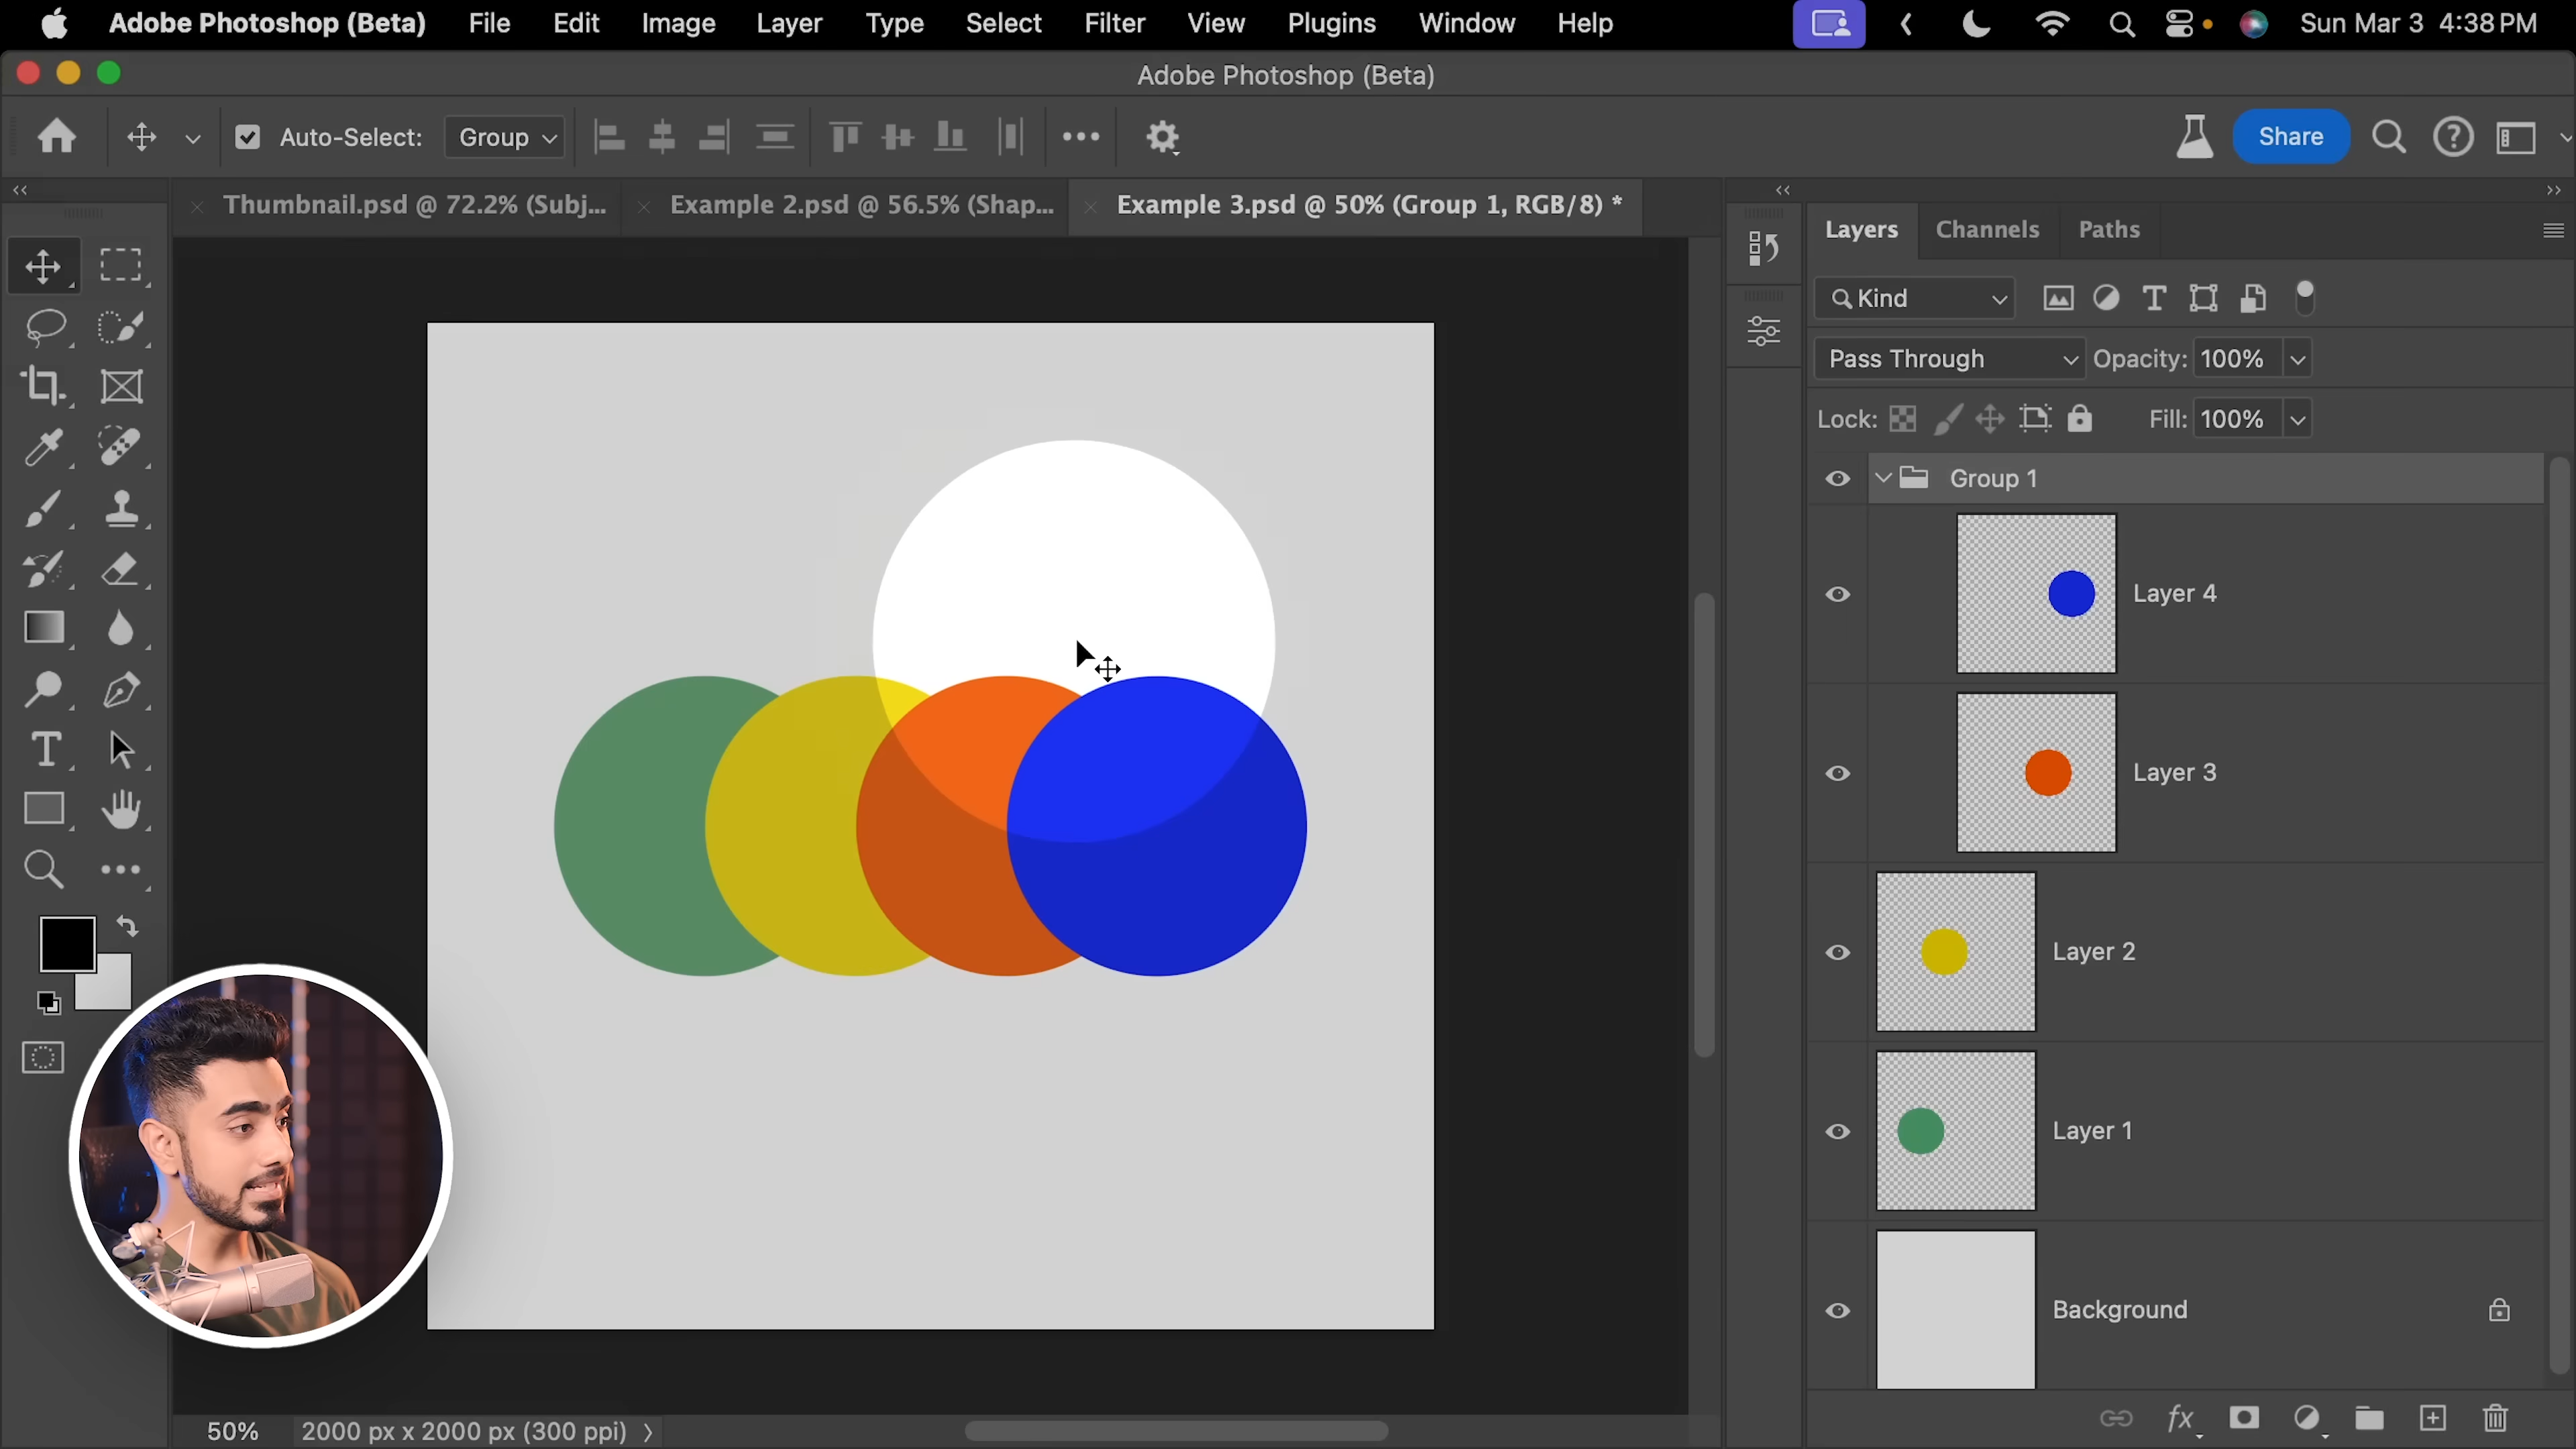 Adobe Photoshop (Beta) File Edit Image Layer Type Select Filter View Plugins Window Help Sun Mar 3 4:38 PM
Adobe Photoshop (Beta)
Auto-Select: Group Share
Thumbnail.psd @ 72.2% (Subj... Example 2.psd @ 56.5% (Shap... Example 3.psd @ 50% (Group 1, RGB/8) *
Layers Channels Paths
Kind
Pass Through Opacity: 100%
Lock: Fill: 100%
Group 1
Layer 4
Layer 3
Layer 2
Layer 1
Background
50% 2000 px x 2000 px (300 ppi)